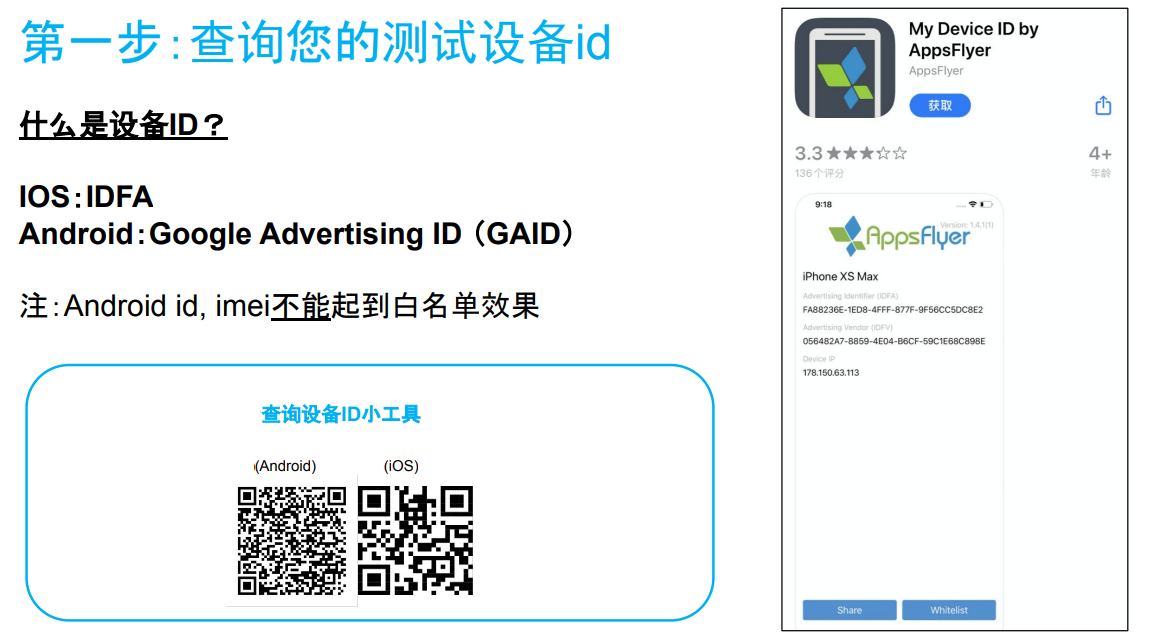 第一步：查询您的测试设备id
什么是设备ID？
IOS：IDFA
Android：Google Advertising ID（GAID）
注：Android id, imei不能起到白名单效果
查询设备ID小工具
(Android)
(iOS)
My Device ID by
AppsFlyer
AppsFlyer
获取
3.3★★★☆☆
4+
136个评分
年龄
9:18
Version: 1.4.1(1)
AppsFlyer
iPhone XS Max
Advertising Identifier (IDFA)
FA88236E-1ED8-4FFF-877F-9F56CC5DC8E2
Advertising Vendor (IDFV)
056482A7-8859-4E04-B6CF-59C1E68C898E
Device IP
178.150.63.113
Share
Whitelist